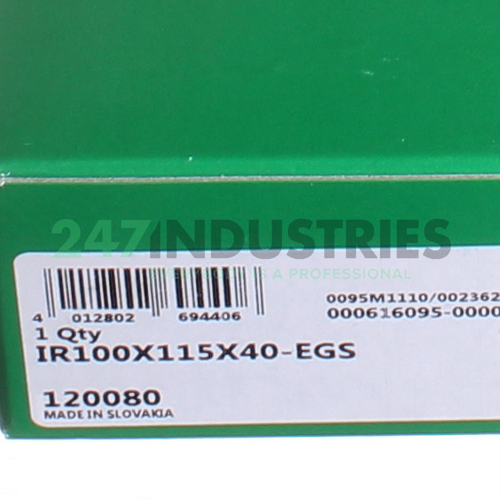 247INDUSTRIES
4 012802 694406
0095M1110/002362
000616095-0000
1 Qty
IR100X115X40-EGS
120080
MADE IN SLOVAKIA